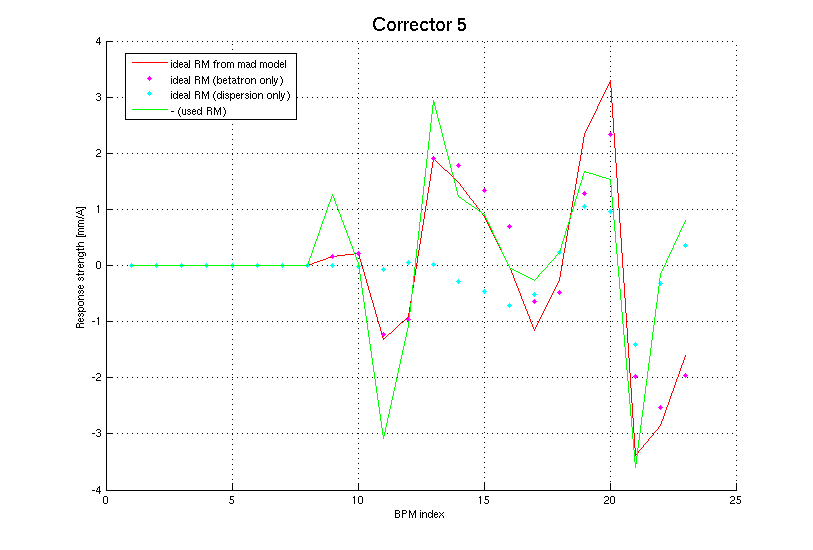 Corrector 5
ideal RM from mad model
ideal RM (betatron only)
ideal RM (dispersion only)
- (used RM)
Response strength [mm/A]
4
3
2
1
0
-1
-2
-3
-4
0 5 10 15 20 25
BPM index